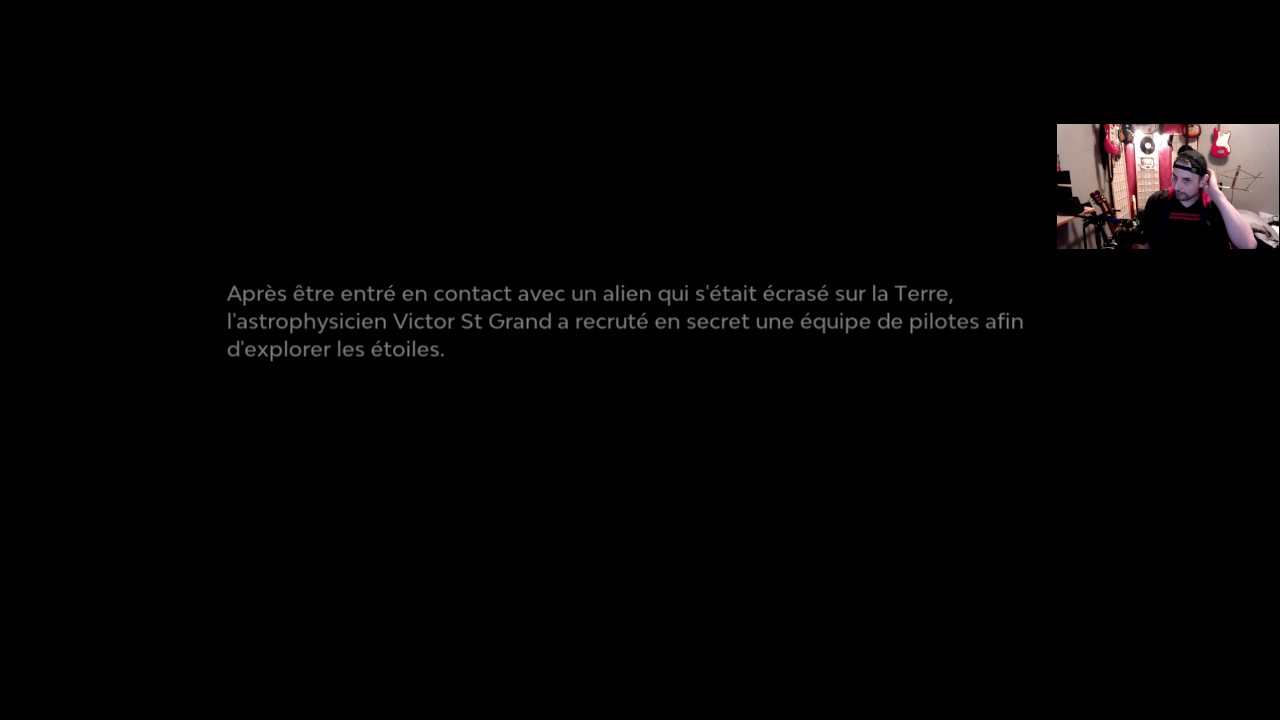 Après être entré en contact avec un alien qui s'était écrasé sur la Terre,
l'astrophysicien Victor St Grand a recruté en secret une équipe de pilotes afin
d'explorer les étoiles.